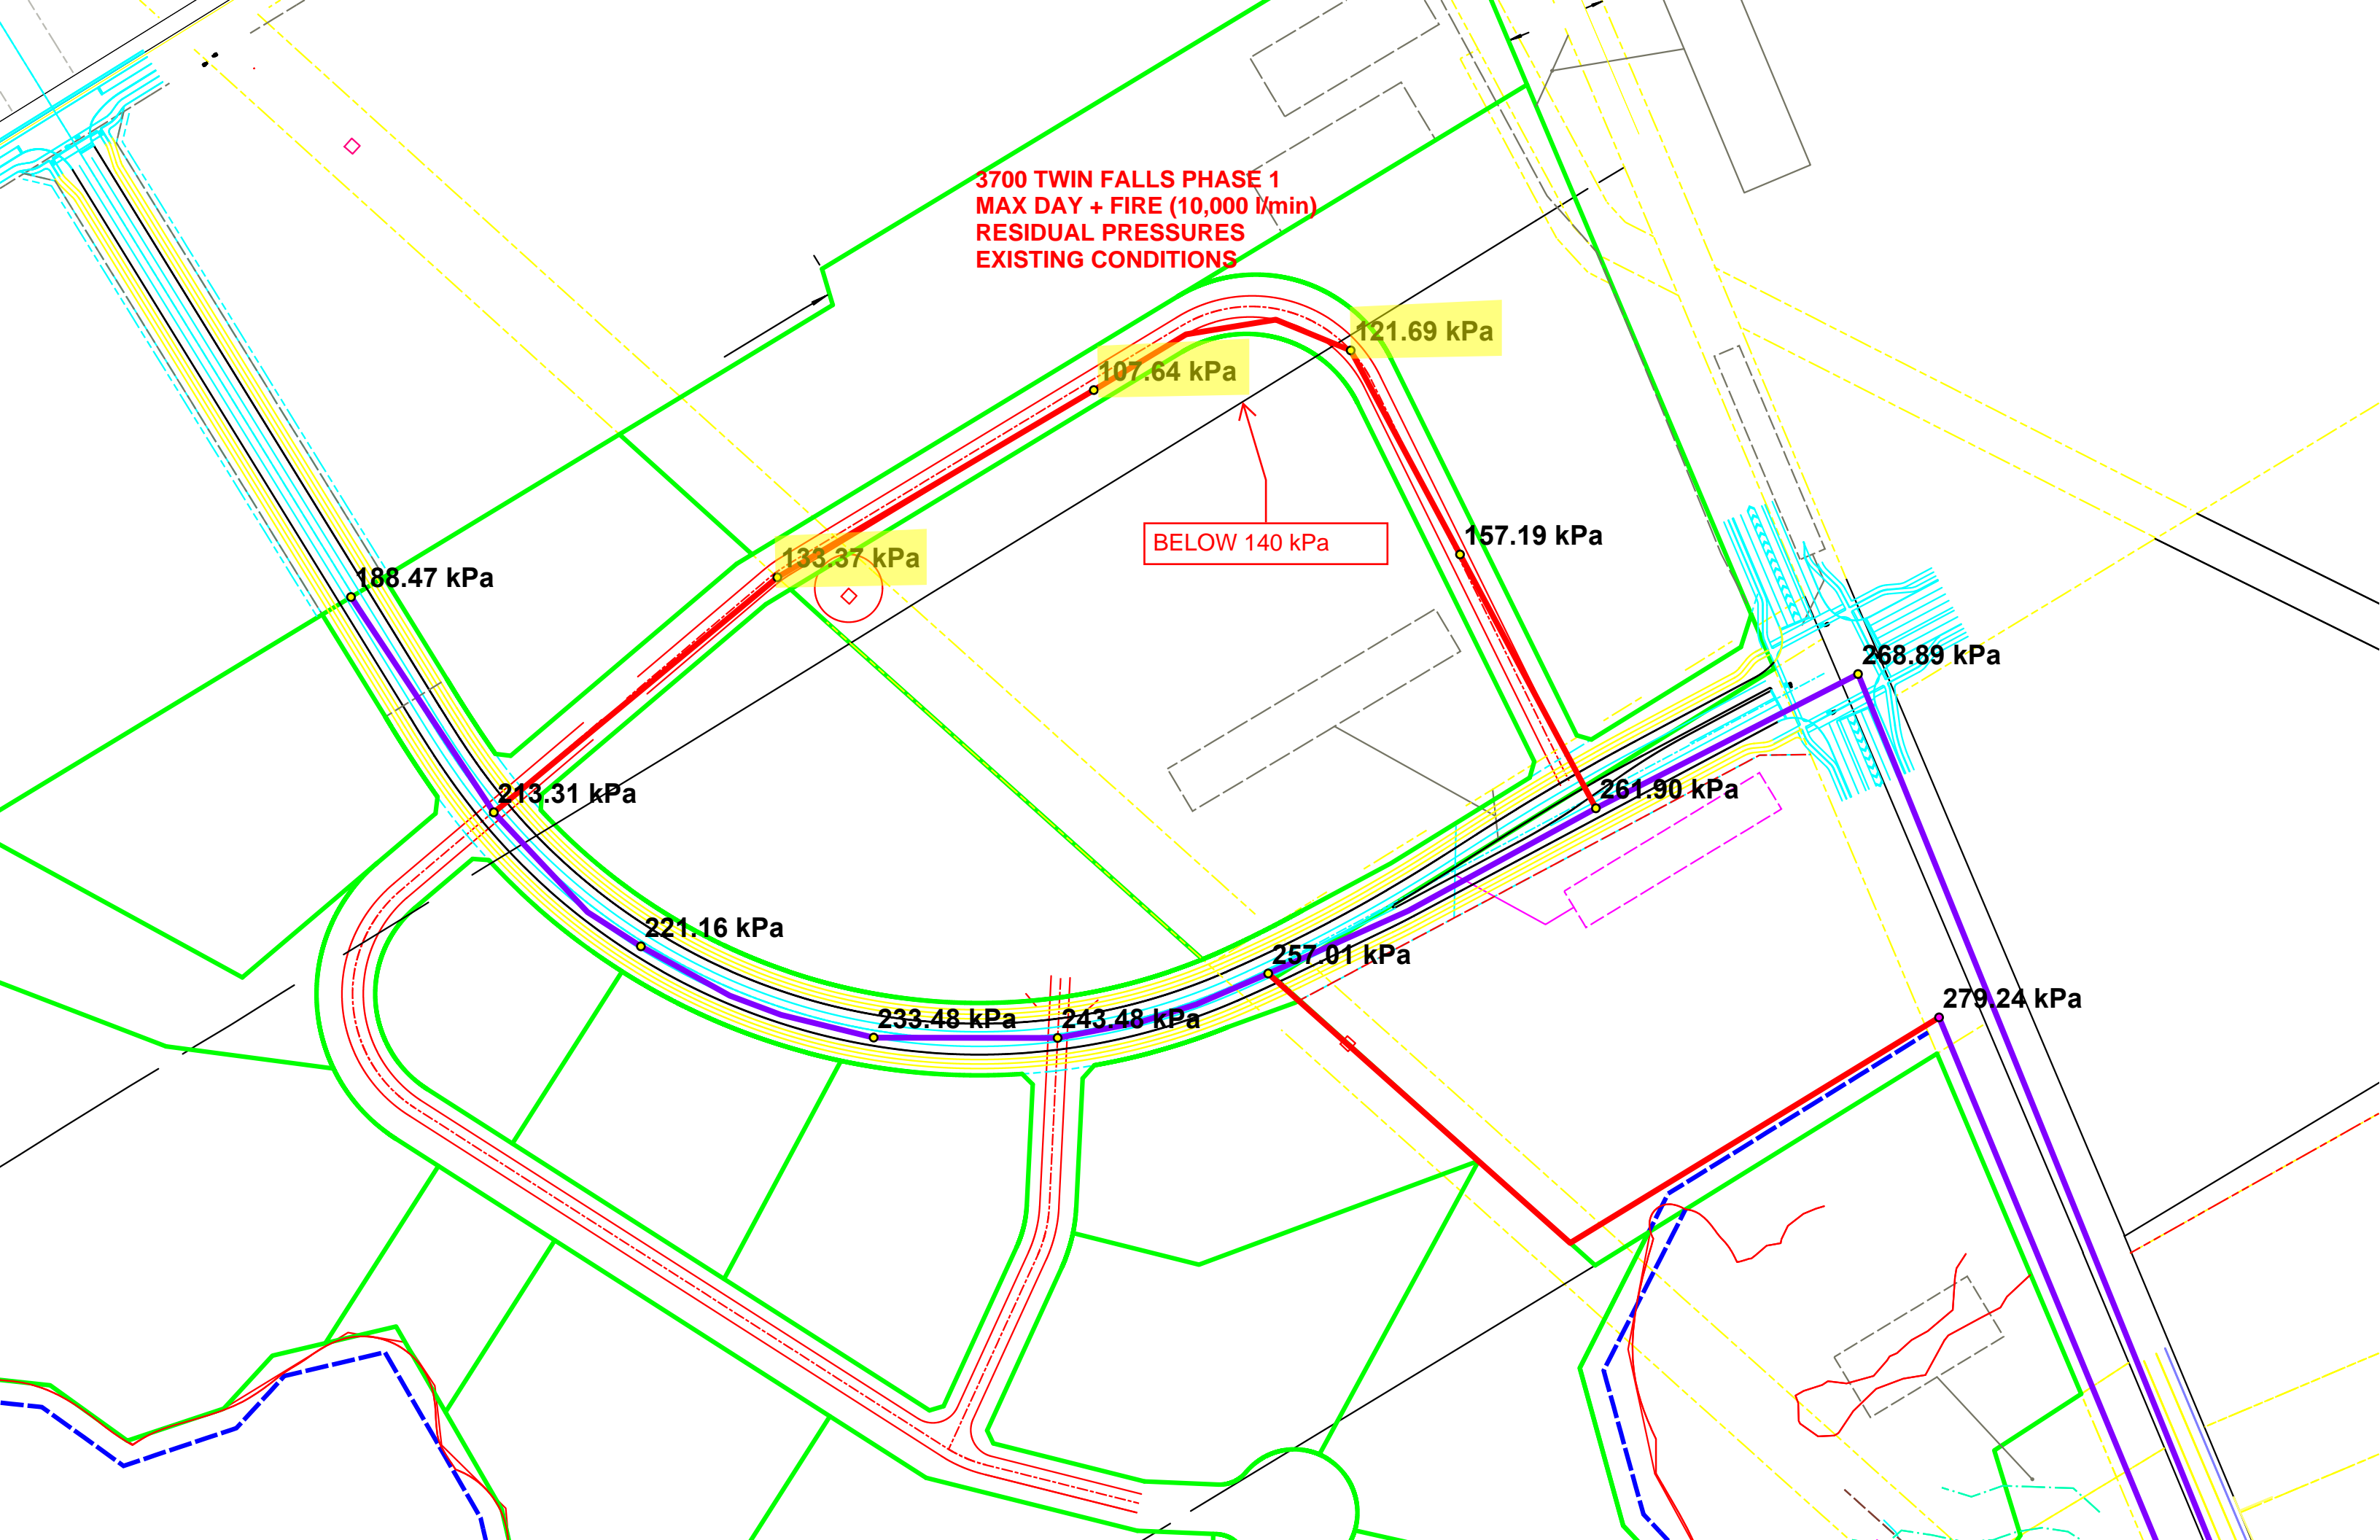 3700 TWIN FALLS PHASE 1
MAX DAY + FIRE (10,000 l/min)
RESIDUAL PRESSURES
EXISTING CONDITIONS
121.69 kPa
107.64 kPa
157.19 kPa
BELOW 140 kPa
133.37 kPa
188.47 kPa
268.89 kPa
261.90 kPa
213.31 kPa
221.16 kPa
257.01 kPa
279.24 kPa
233.48 kPa
243.48 kPa